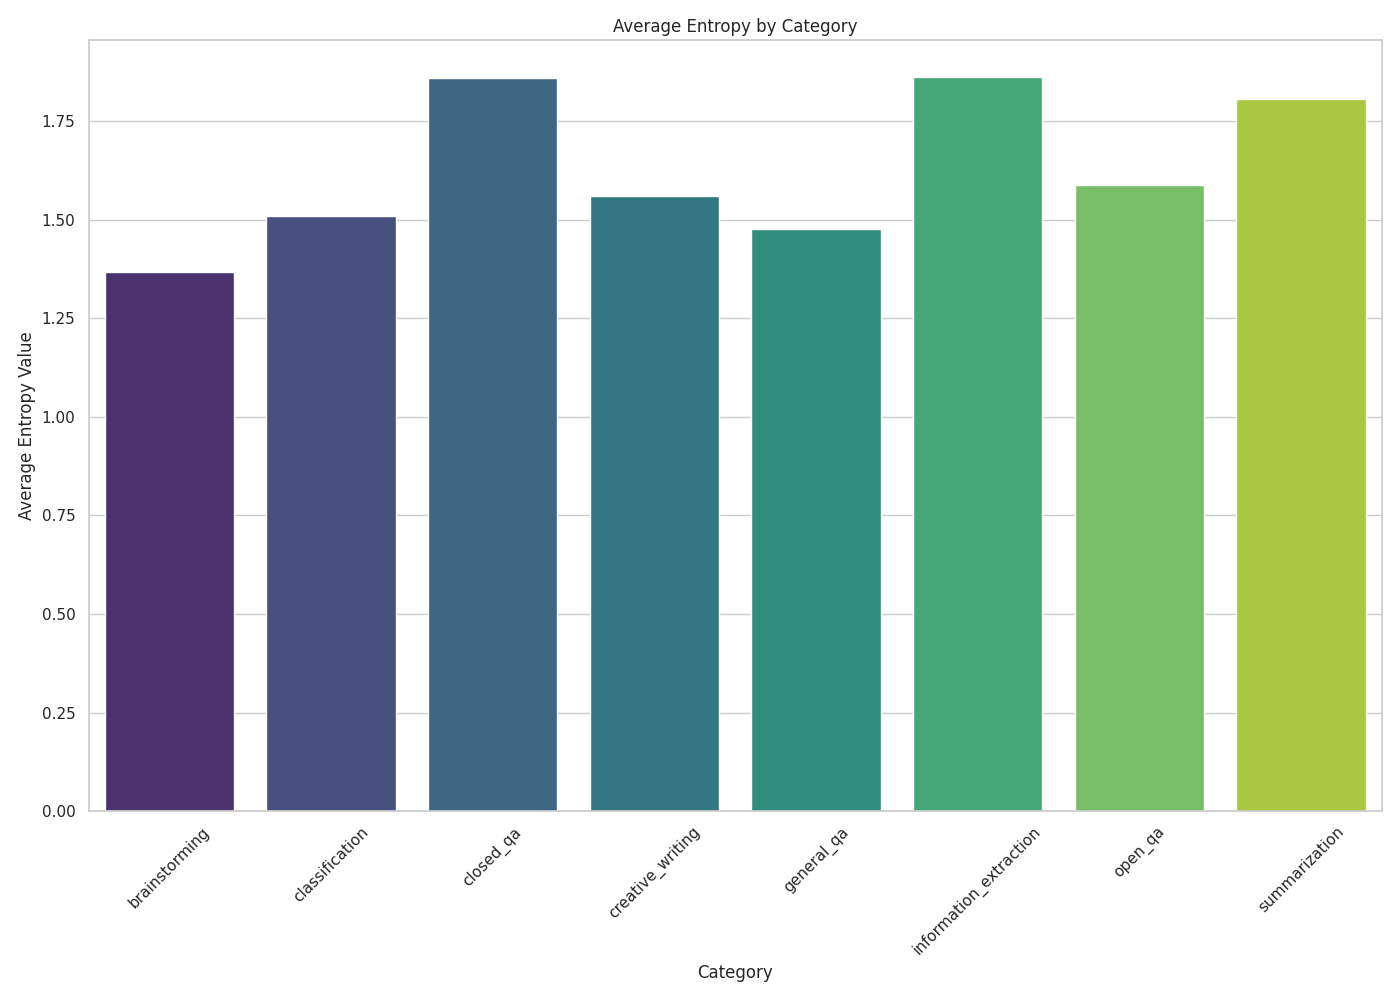 Average Entropy by Category
Average Entropy Value
1.75
1.50
1.25
1.00
0.75
0.50
0.25
0.00
brainstorming
classification
closed_qa
creative_writing
general_qa
information_extraction
open_qa
summarization
Category